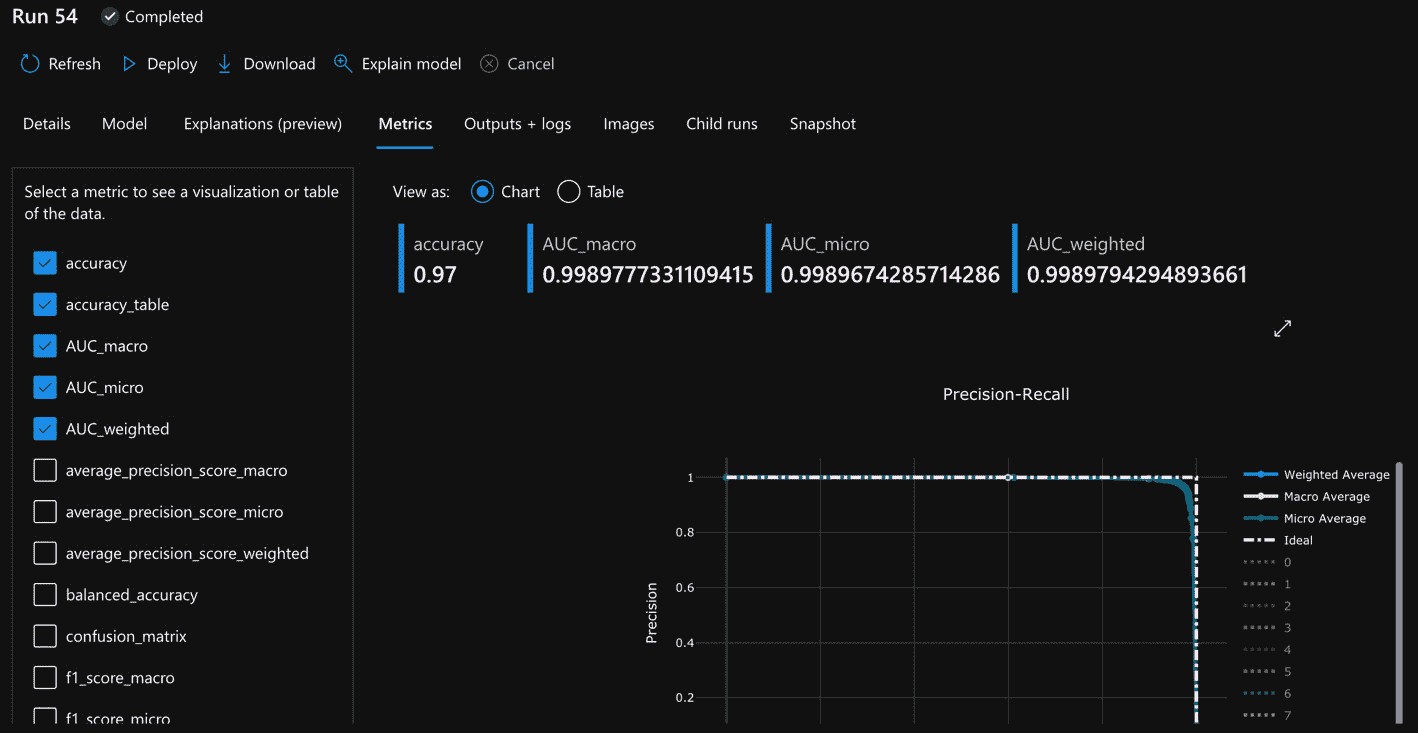 Run 54 Completed
Refresh Deploy Download Explain model Cancel
Details Model Explanations (preview) Metrics Outputs + logs Images Child runs Snapshot
Select a metric to see a visualization or table
of the data.
accuracy
accuracy_table
AUC_macro
AUC_micro
AUC_weighted
average_precision_score_macro
average_precision_score_micro
average_precision_score_weighted
balanced_accuracy
confusion_matrix
f1_score_macro
f1_score_micro
View as: Chart Table
accuracy
0.97
AUC_macro
0.9989777331109415
AUC_micro
0.9989674285714286
AUC_weighted
0.9989794294893661
Precision-Recall
Precision
1
0.8
0.6
0.4
0.2
Weighted Average
Macro Average
Micro Average
Ideal
0
1
2
3
4
5
6
7